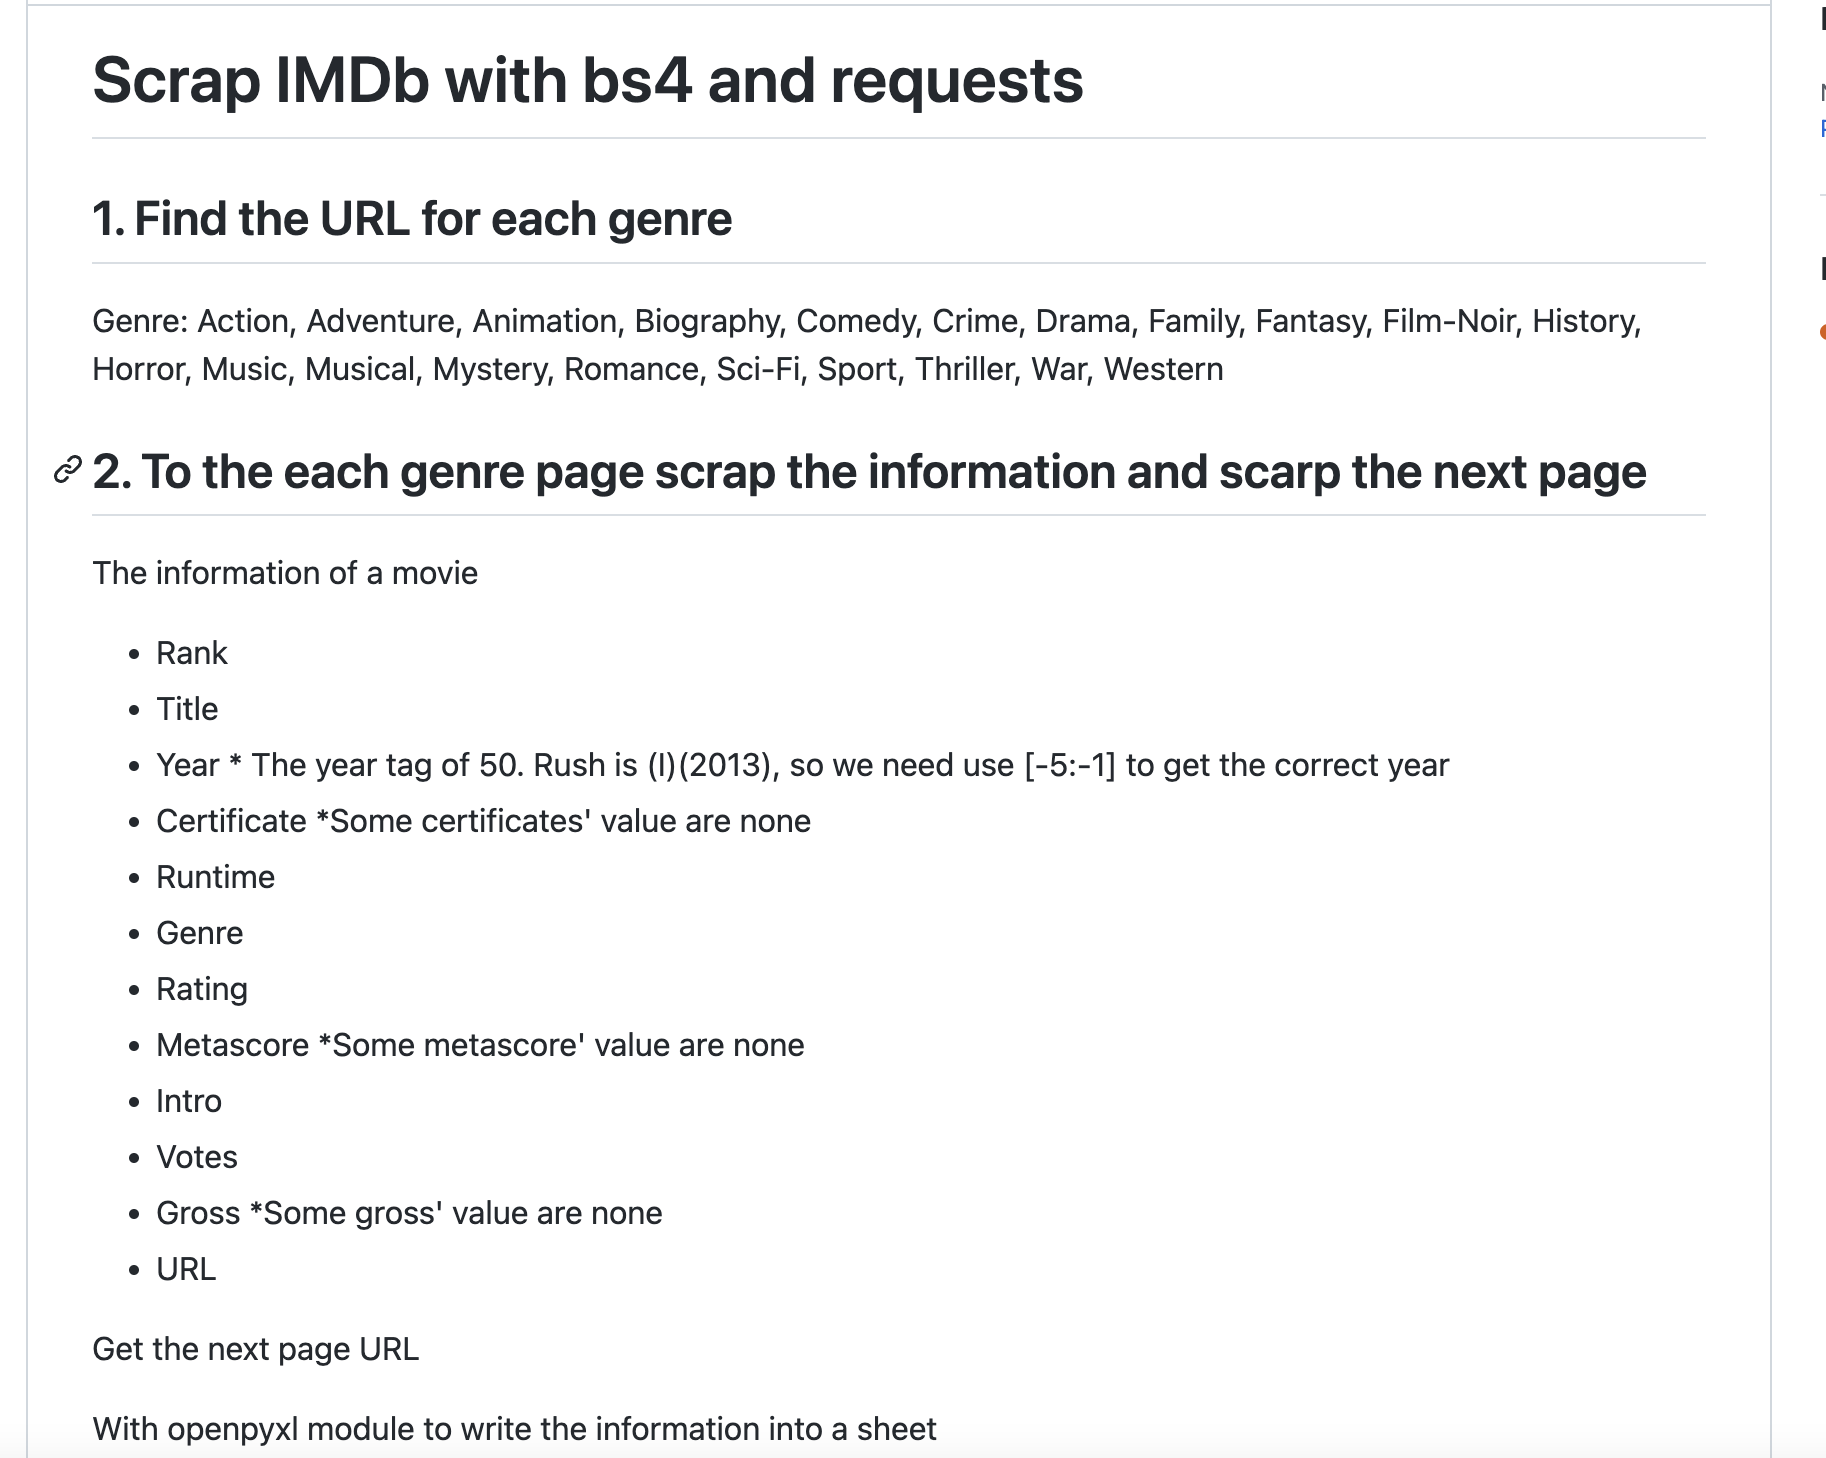 Scrap IMDb with bs4 and requests
1. Find the URL for each genre
Genre: Action, Adventure, Animation, Biography, Comedy, Crime, Drama, Family, Fantasy, Film-Noir, History,
Horror, Music, Musical, Mystery, Romance, Sci-Fi, Sport, Thriller, War, Western
2. To the each genre page scrap the information and scarp the next page
The information of a movie
• Rank
• Title
• Year * The year tag of 50. Rush is (I)(2013), so we need use [-5:-1] to get the correct year
• Certificate *Some certificates' value are none
• Runtime
• Genre
• Rating
• Metascore *Some metascore' value are none
• Intro
• Votes
• Gross *Some gross' value are none
• URL
Get the next page URL
With openpyxl module to write the information into a sheet